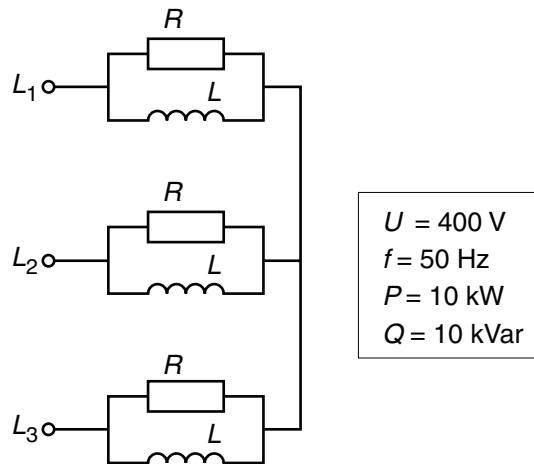 R
L₁
L
R
L₂
L
R
L₃
L
U = 400 V
f = 50 Hz
P = 10 kW
Q = 10 kVar